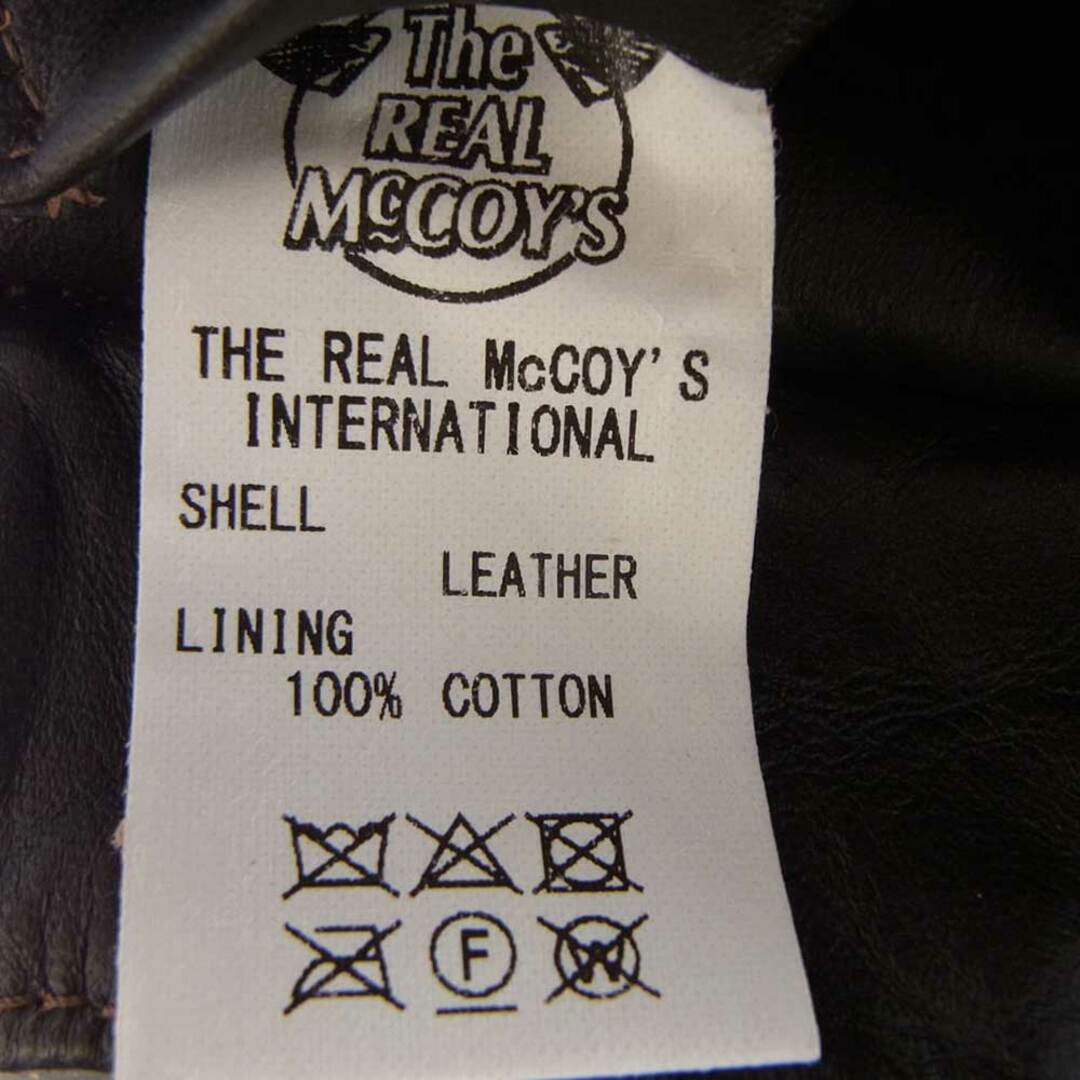 The
REAL
McCOY'S
THE REAL McCOY'S
INTERNATIONAL
SHELL
LEATHER
LINING
100% COTTON
F
W